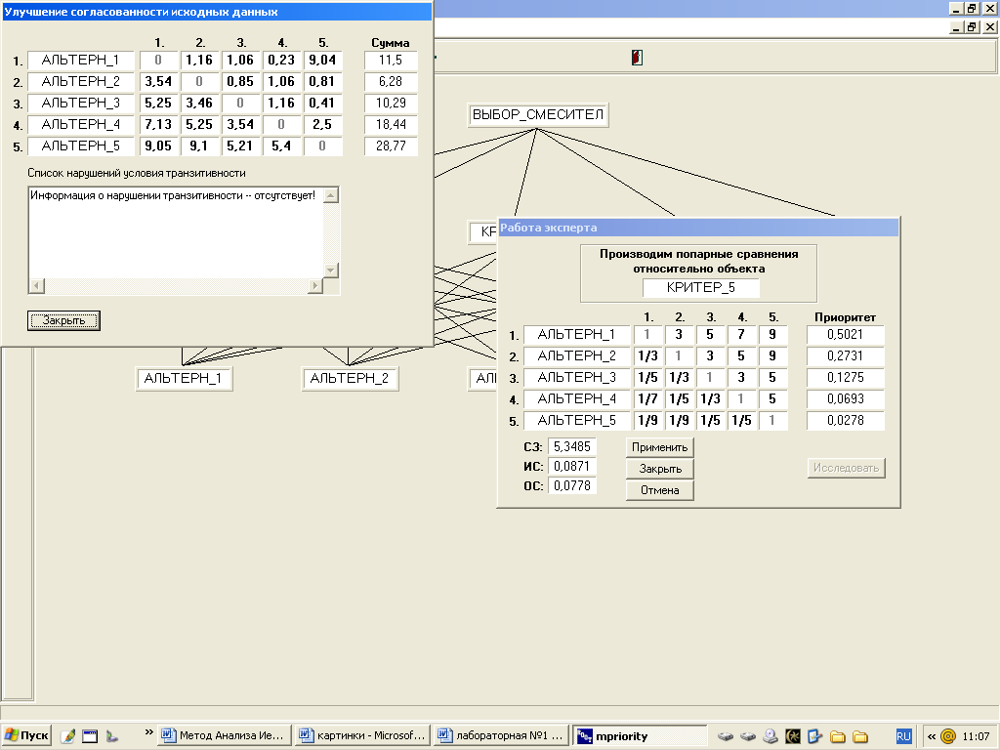 Улучшение согласованности исходных данных
1. 2. 3. 4. 5. Сумма
1. АЛЬТЕРН_1 0 1,16 1,06 0,23 9,04 11,5
2. АЛЬТЕРН_2 3,54 0 0,85 1,06 0,81 6,28
3. АЛЬТЕРН_3 5,25 3,46 0 1,16 0,41 10,29
4. АЛЬТЕРН_4 7,13 5,25 3,54 0 2,5 18,44
5. АЛЬТЕРН_5 9,05 9,1 5,21 5,4 0 28,77
Список нарушений условия транзитивности
Информация о нарушении транзитивности -- отсутствует!
Закрыть
ВЫБОР_СМЕСИТЕЛ
КР
АЛЬТЕРН_1 АЛЬТЕРН_2 АЛ
Работа эксперта
Производим попарные сравнения
относительно объекта
КРИТЕР_5
1. 2. 3. 4. 5. Приоритет
1. АЛЬТЕРН_1 1 3 5 7 9 0,5021
2. АЛЬТЕРН_2 1/3 1 3 5 9 0,2731
3. АЛЬТЕРН_3 1/5 1/3 1 3 5 0,1275
4. АЛЬТЕРН_4 1/7 1/5 1/3 1 5 0,0693
5. АЛЬТЕРН_5 1/9 1/9 1/5 1/5 1 0,0278
СЗ: 5,3485 Применить
ИС: 0,0871 Закрыть Исследовать
ОС: 0,0778 Отмена
Пуск » Метод Анализа Ие... картинки - Microsof... лабораторная №1 ... mpriority RU « 11:07